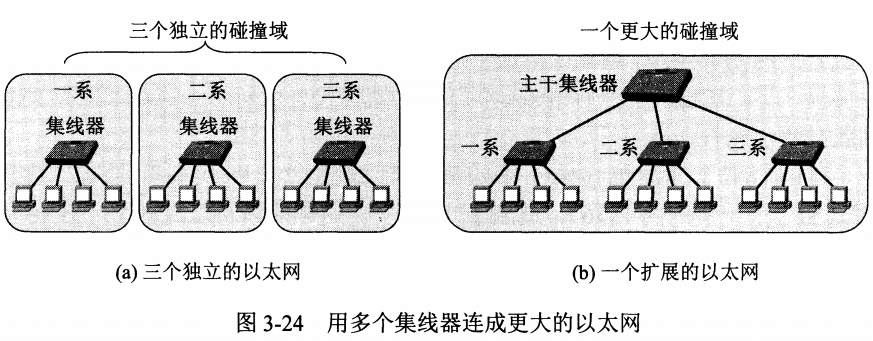 三个独立的碰撞域
一系
集线器
二系
集线器
三系
集线器
(a) 三个独立的以太网
一个更大的碰撞域
主干集线器
一系
二系
三系
(b) 一个扩展的以太网
图 3-24 用多个集线器连成更大的以太网